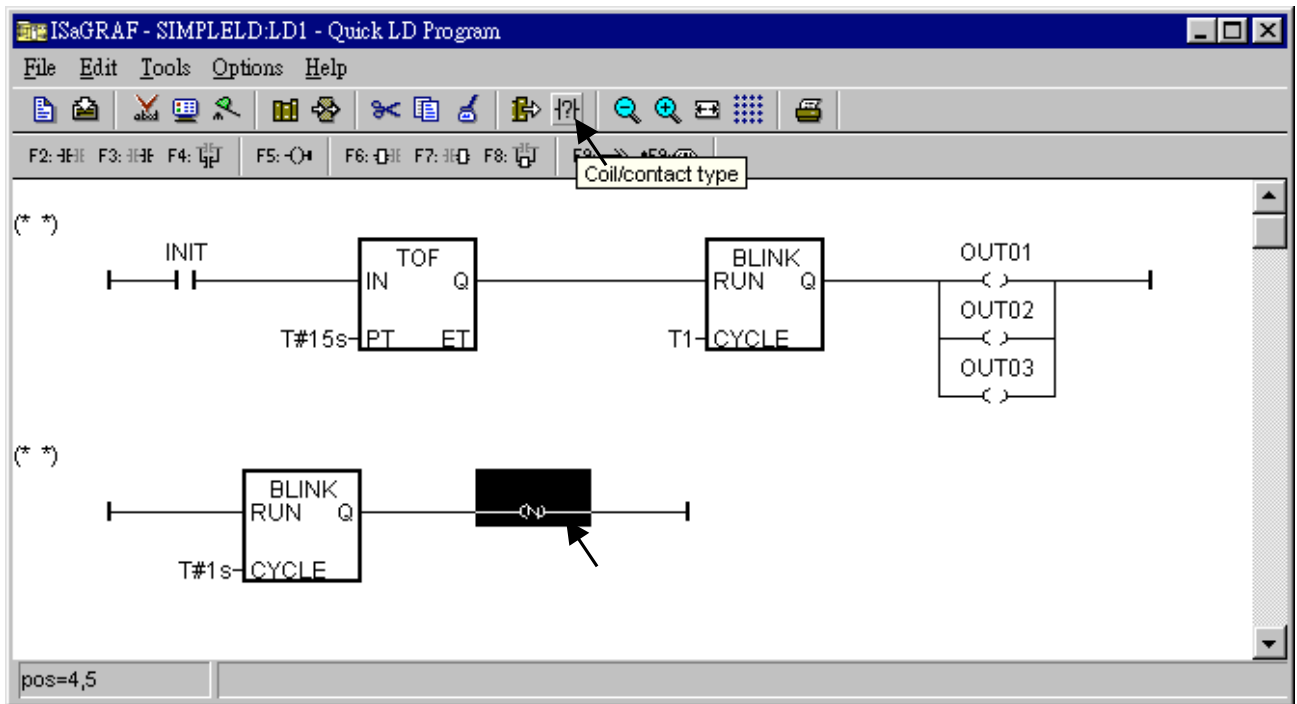 ISaGRAF - SIMPLELD:LD1 - Quick LD Program
File Edit Tools Options Help
F2: F3: F4: F5: F6: F7: F8:
Coil/contact type
(* *)
INIT
TOF
IN Q
T#15s PT ET
BLINK
RUN Q
T1 CYCLE
OUT01
OUT02
OUT03
(* *)
BLINK
RUN Q
T#1s CYCLE
(N)
pos=4,5